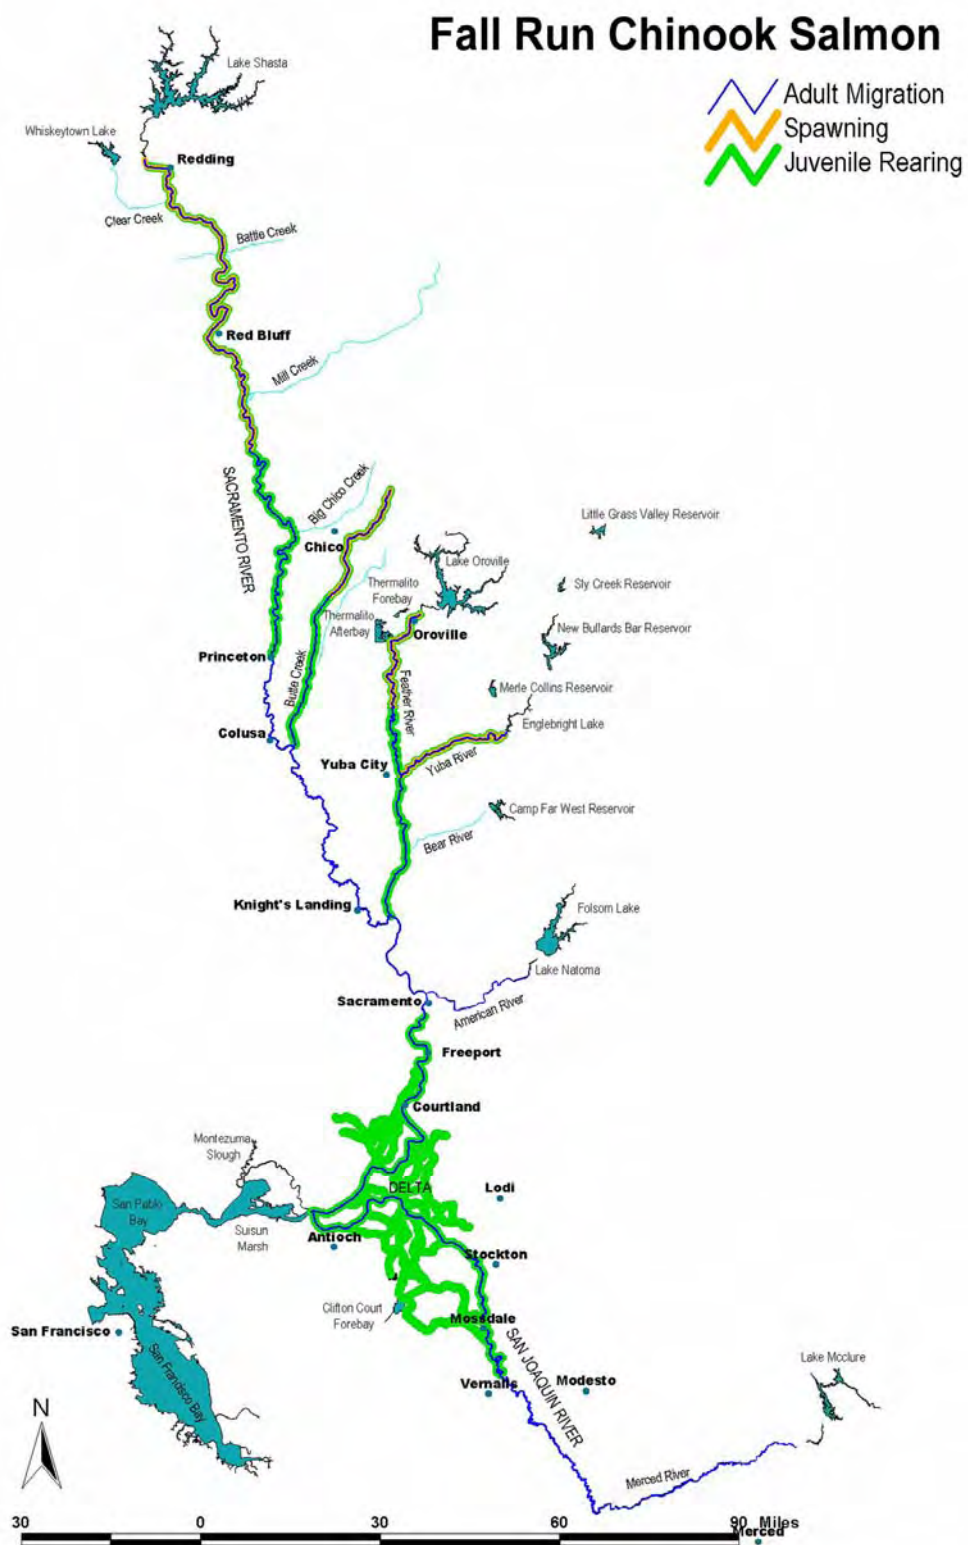 Fall Run Chinook Salmon
Adult Migration
Spawning
Juvenile Rearing
Lake Shasta
Whiskeytown Lake
Redding
Clear Creek
Battle Creek
Red Bluff
Mill Creek
SACRAMENTO RIVER
Big Chico Creek
Chico
Little Grass Valley Reservoir
Lake Oroville
Thermalito
Forebay
Sly Creek Reservoir
Thermalito
Afterbay
Oroville
New Bullards Bar Reservoir
Princeton
Butte Creek
Feather River
Merle Collins Reservoir
Englebright Lake
Colusa
Yuba City
Yuba River
Camp Far West Reservoir
Bear River
Knight's Landing
Folsom Lake
Lake Natoma
Sacramento
American River
Freeport
Courtland
Montezuma
Slough
DELTA
Lodi
San Pablo
Bay
Suisun
Marsh
Antioch
Stockton
Clifton Court
Forebay
Mossdale
San Francisco
San Francisco Bay
SAN JOAQUIN RIVER
Lake Mcclure
Vernalis
Modesto
N
Merced River
30 0 30 60 90 Miles
Merced